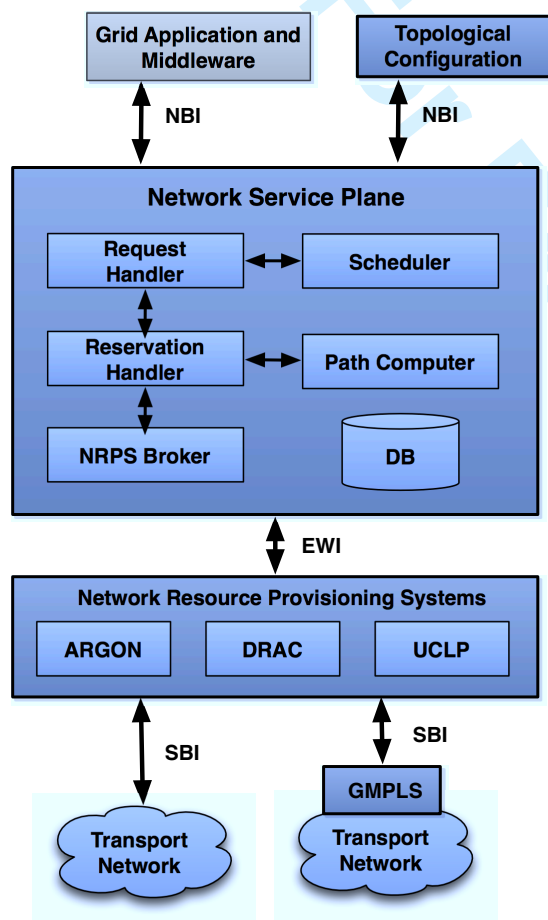 Grid Application and
Middleware
Topological
Configuration
NBI
NBI
Network Service Plane
Request
Handler
Scheduler
Reservation
Handler
Path Computer
NRPS Broker
DB
EWI
Network Resource Provisioning Systems
ARGON
DRAC
UCLP
SBI
SBI
GMPLS
Transport
Network
Transport
Network